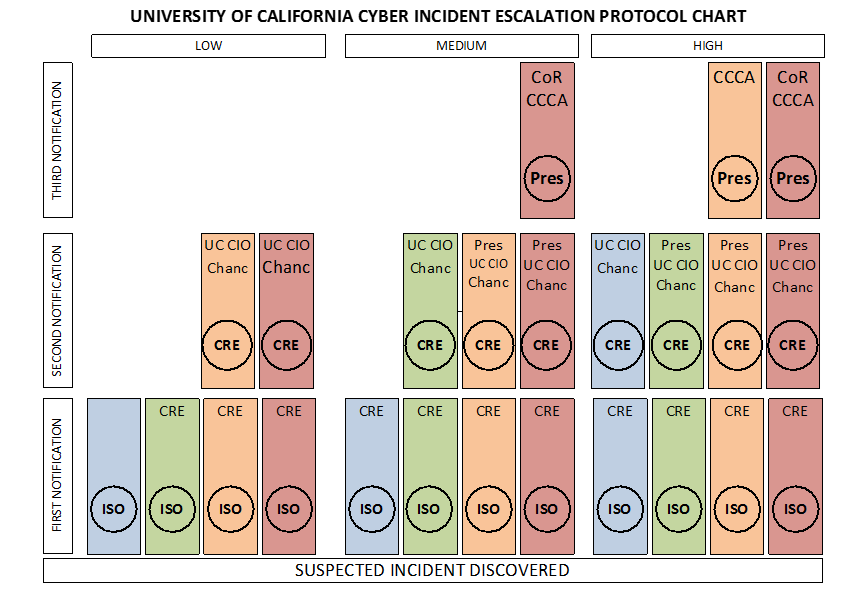 UNIVERSITY OF CALIFORNIA CYBER INCIDENT ESCALATION PROTOCOL CHART
LOW
MEDIUM
HIGH
THIRD NOTIFICATION
CoR
CCCA
Pres
CCCA
Pres
CoR
CCCA
Pres
SECOND NOTIFICATION
UC CIO
Chanc
CRE
UC CIO
Chanc
CRE
UC CIO
Chanc
CRE
Pres
UC CIO
Chanc
CRE
Pres
UC CIO
Chanc
CRE
UC CIO
Chanc
CRE
Pres
UC CIO
Chanc
CRE
Pres
UC CIO
Chanc
CRE
Pres
UC CIO
Chanc
CRE
FIRST NOTIFICATION
ISO
CRE
ISO
CRE
ISO
CRE
ISO
CRE
ISO
CRE
ISO
CRE
ISO
CRE
ISO
CRE
ISO
CRE
ISO
CRE
ISO
CRE
ISO
SUSPECTED INCIDENT DISCOVERED